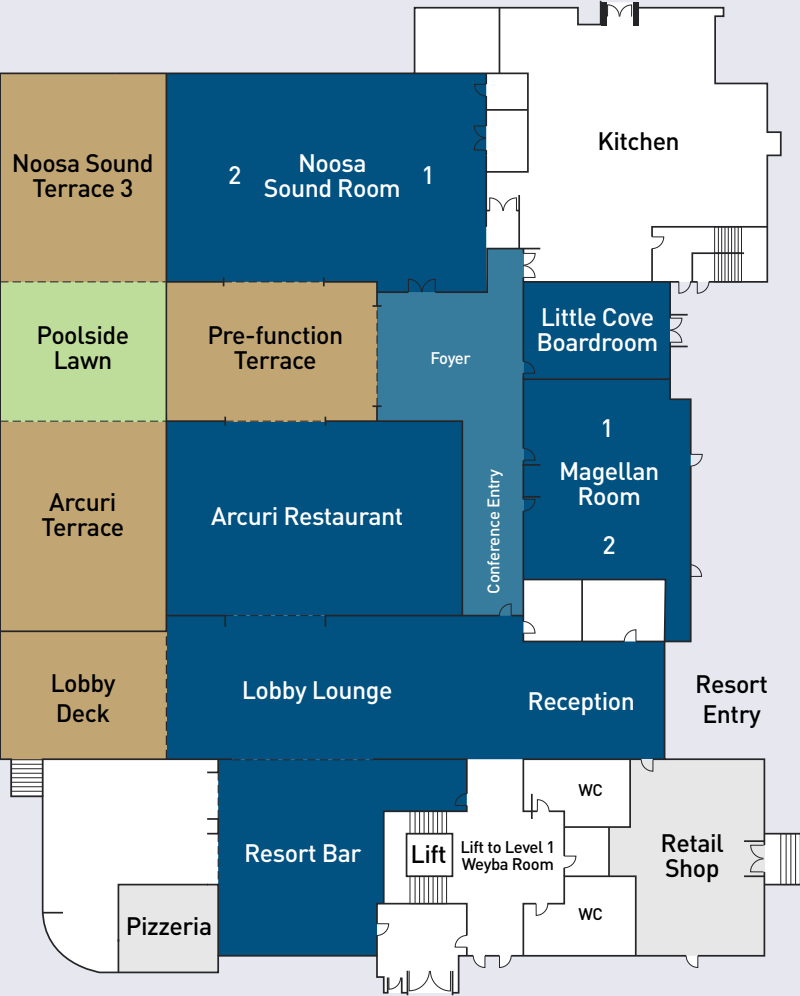 Kitchen
Noosa Sound
Terrace 3
2
Noosa
Sound Room
1
Poolside
Lawn
Pre-function
Terrace
Foyer
Little Cove
Boardroom
1
Magellan
Room
2
Arcuri
Terrace
Arcuri Restaurant
Conference Entry
Lobby
Deck
Lobby Lounge
Reception
Resort
Entry
WC
Resort Bar
Lift
Lift to Level 1
Weyba Room
Retail
Shop
WC
Pizzeria